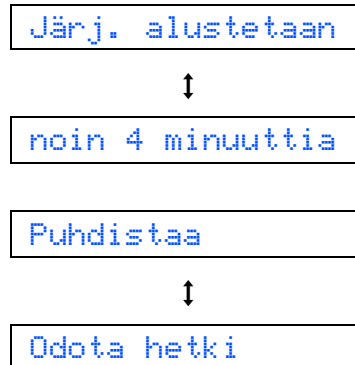 Järj. alustetaan
noin 4 minuuttia
Puhdistaa
Odota hetki